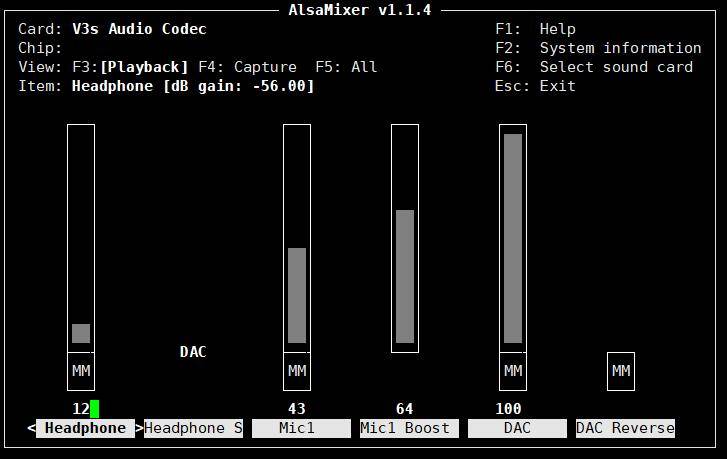 AlsaMixer v1.1.4
Card: V3s Audio Codec F1: Help
Chip: F2: System information
View: F3:[Playback] F4: Capture F5: All F6: Select sound card
Item: Headphone [dB gain: -56.00] Esc: Exit
DAC
MM MM MM MM
12 43 64 100
< Headphone >Headphone S Mic1 Mic1 Boost DAC DAC Reverse